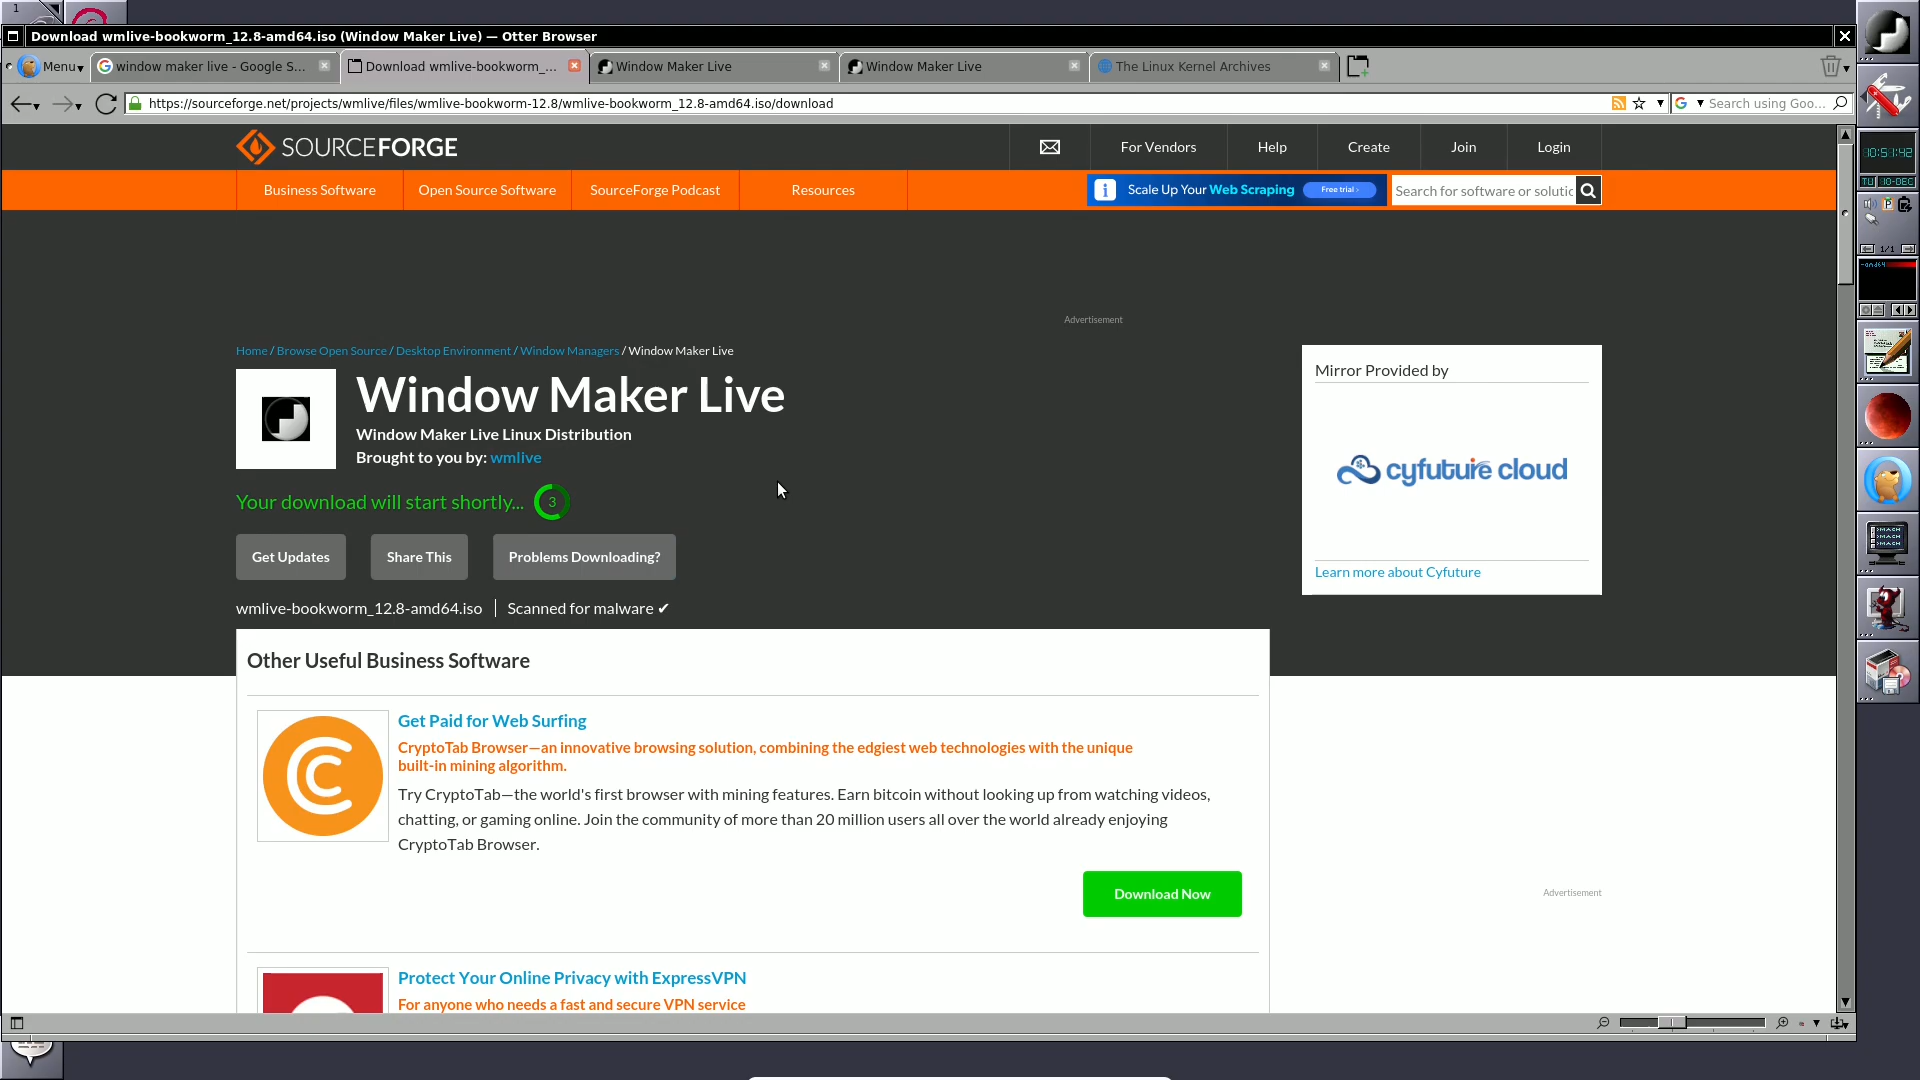 1
Download wmlive-bookworm_12.8-amd64.iso (Window Maker Live) — Otter Browser
Menu
window maker live - Google S...
Download wmlive-bookworm_...
Window Maker Live
Window Maker Live
The Linux Kernel Archives
https://sourceforge.net/projects/wmlive/files/wmlive-bookworm-12.8/wmlive-bookworm_12.8-amd64.iso/download
Search using Goo...
SOURCEFORGE
For Vendors
Help
Create
Join
Login
Business Software
Open Source Software
SourceForge Podcast
Resources
Scale Up Your Web Scraping
Free trial ›
Search for software or solutic
10:51:42
TU 10-DEC
P
1/1
Advertisement
Home / Browse Open Source / Desktop Environment / Window Managers / Window Maker Live
Window Maker Live
Window Maker Live Linux Distribution
Brought to you by: wmlive
Your download will start shortly... 3
Get Updates
Share This
Problems Downloading?
wmlive-bookworm_12.8-amd64.iso
Scanned for malware ✔
Mirror Provided by
cyfuture cloud
Learn more about Cyfuture
Other Useful Business Software
Get Paid for Web Surfing
CryptoTab Browser—an innovative browsing solution, combining the edgiest web technologies with the unique
built-in mining algorithm.
Try CryptoTab—the world's first browser with mining features. Earn bitcoin without looking up from watching videos,
chatting, or gaming online. Join the community of more than 20 million users all over the world already enjoying
CryptoTab Browser.
Download Now
Advertisement
Protect Your Online Privacy with ExpressVPN
For anyone who needs a fast and secure VPN service